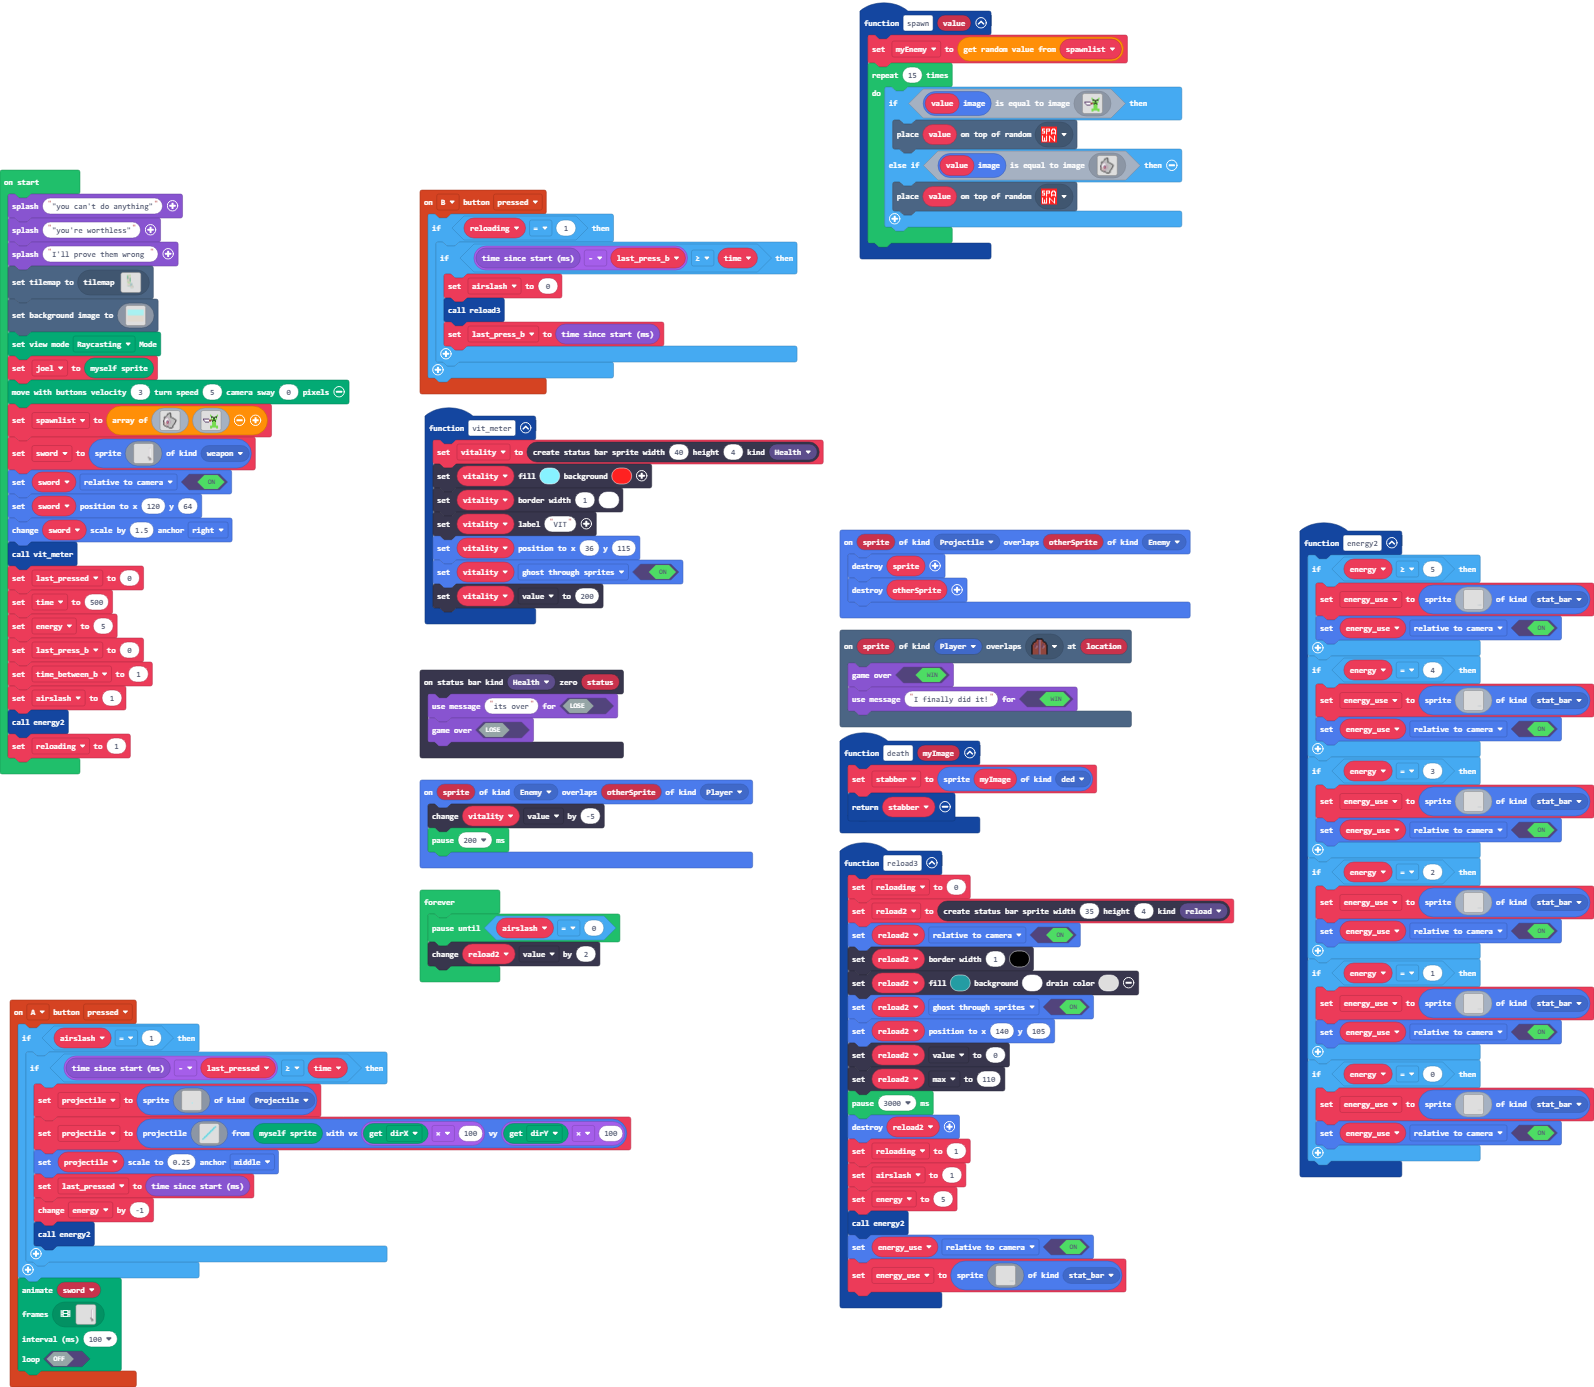 on start
splash "you can't do anything"
splash "you're worthless"
splash "I'll prove them wrong "
set tilemap to tilemap
set background image to
set view mode Raycasting Mode
set joel to myself sprite
move with buttons velocity 3 turn speed 5 camera sway 0 pixels
set spawnlist to array of
set sword to sprite of kind weapon
set sword relative to camera ON
set sword position to x 120 y 64
change sword scale by 1.5 anchor right
call vit_meter
set last_pressed to 0
set time to 500
set energy to 5
set last_press_b to 0
set time_between_b to 1
set airslash to 1
call energy2
set reloading to 1
on A button pressed
if airslash = 1 then
if time since start (ms) - last_pressed ≥ time then
set projectile to sprite of kind Projectile
set projectile to projectile from myself sprite with vx get dirX × 100 vy get dirY × 100
set projectile scale to 0.25 anchor middle
set last_pressed to time since start (ms)
change energy by -1
call energy2
animate sword
frames
interval (ms) 100
loop OFF
on B button pressed
if reloading = 1 then
if time since start (ms) - last_press_b ≥ time then
set airslash to 0
call reload3
set last_press_b to time since start (ms)
function vit_meter
set vitality to create status bar sprite width 40 height 4 kind Health
set vitality fill background
set vitality border width 1
set vitality label "VIT"
set vitality position to x 36 y 115
set vitality ghost through sprites ON
set vitality value to 200
on status bar kind Health zero status
use message "its over" for LOSE
game over LOSE
on sprite of kind Enemy overlaps otherSprite of kind Player
change vitality value by -5
pause 200 ms
forever
pause until airslash = 0
change reload2 value by 2
function spawn value
set myEnemy to get random value from spawnlist
repeat 15 times
do
if value image is equal to image then
place value on top of random SPAWN
else if value image is equal to image then
place value on top of random SPAWN
on sprite of kind Projectile overlaps otherSprite of kind Enemy
destroy sprite
destroy otherSprite
on sprite of kind Player overlaps at location
game over WIN
use message "I finally did it!" for WIN
function death myImage
set stabber to sprite myImage of kind ded
return stabber
function reload3
set reloading to 0
set reload2 to create status bar sprite width 35 height 4 kind reload
set reload2 relative to camera ON
set reload2 border width 1
set reload2 fill background drain color
set reload2 ghost through sprites ON
set reload2 position to x 140 y 105
set reload2 value to 0
set reload2 max to 110
pause 3000 ms
destroy reload2
set reloading to 1
set airslash to 1
set energy to 5
call energy2
set energy_use relative to camera ON
set energy_use to sprite of kind stat_bar
function energy2
if energy ≥ 5 then
set energy_use to sprite of kind stat_bar
set energy_use relative to camera ON
if energy = 4 then
set energy_use to sprite of kind stat_bar
set energy_use relative to camera ON
if energy = 3 then
set energy_use to sprite of kind stat_bar
set energy_use relative to camera ON
if energy = 2 then
set energy_use to sprite of kind stat_bar
set energy_use relative to camera ON
if energy = 1 then
set energy_use to sprite of kind stat_bar
set energy_use relative to camera ON
if energy = 0 then
set energy_use to sprite of kind stat_bar
set energy_use relative to camera ON